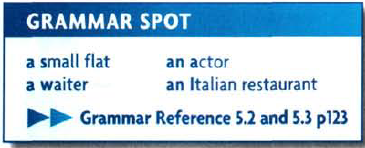 GRAMMAR SPOT
a small flat an actor
a waiter an Italian restaurant
Grammar Reference 5.2 and 5.3 p123